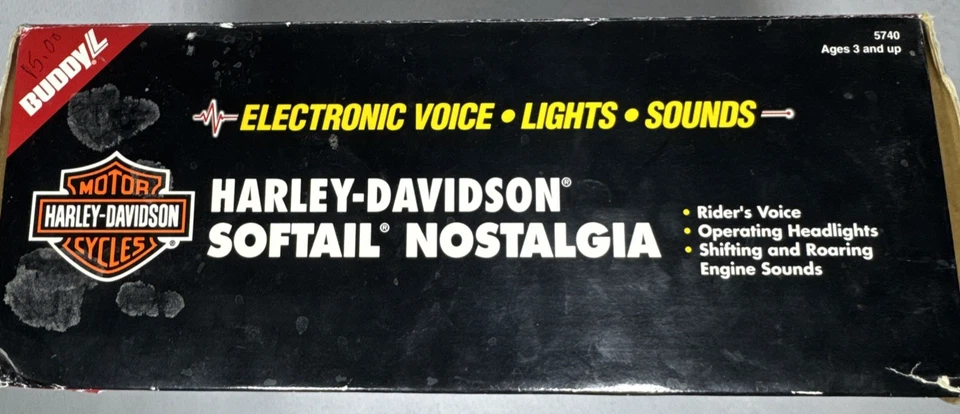 15.00
BUDDY L®
5740
Ages 3 and up
ELECTRONIC VOICE • LIGHTS • SOUNDS
MOTOR
HARLEY-DAVIDSON
CYCLES®
HARLEY-DAVIDSON®
SOFTAIL® NOSTALGIA
• Rider's Voice
• Operating Headlights
• Shifting and Roaring
Engine Sounds